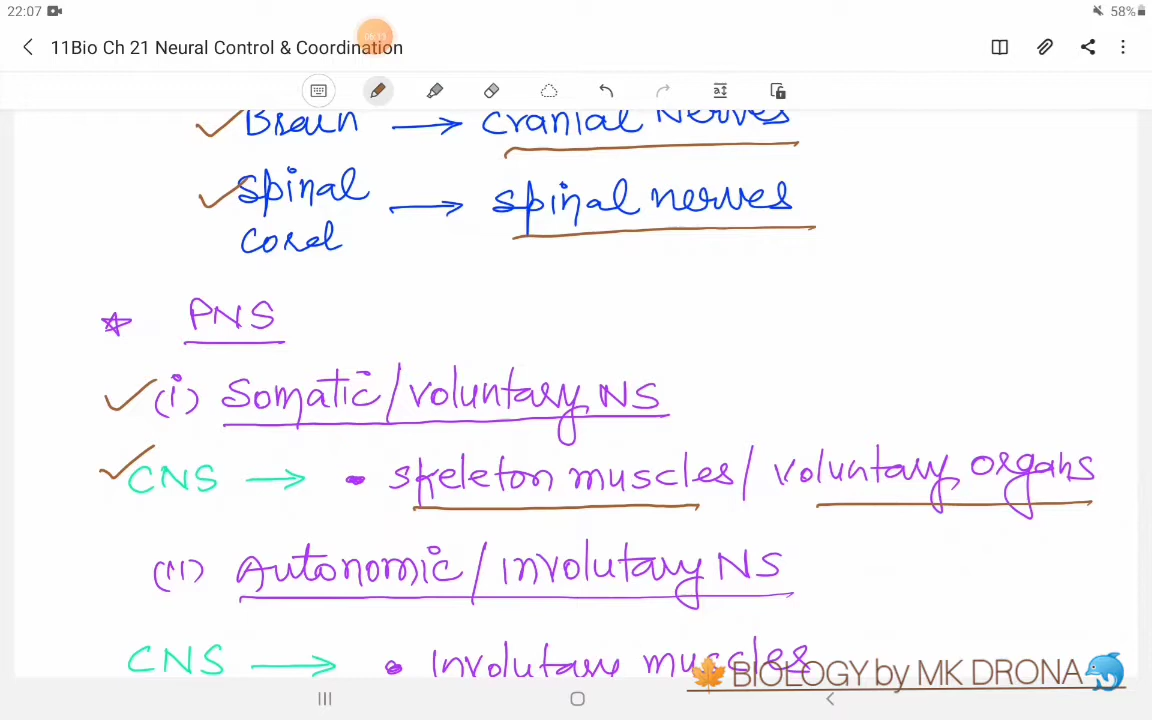 22:07 58%
11Bio Ch 21 Neural Control & Coordination
Brain → Cranial Nerves
Spinal → spinal nerves
Cord
☆ PNS
(i) Somatic/voluntary NS
CNS → • skeleton muscles/ voluntary organs
(ii) Autonomic/involutary NS
CNS → • Involutary muscles
BIOLOGY by MK DRONA